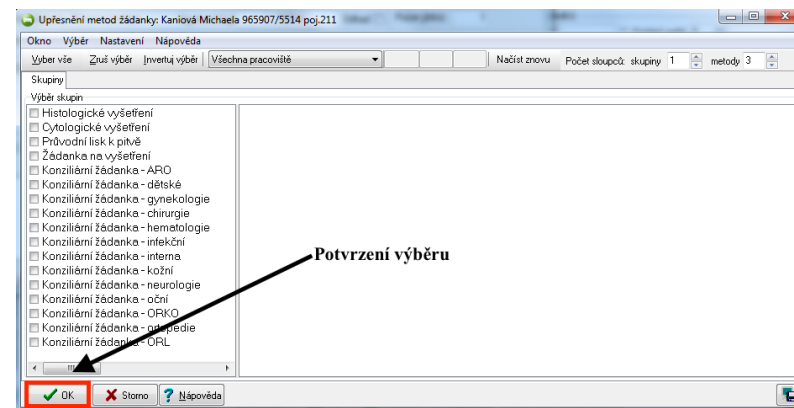 Upřesnění metod žádanky: Kaniová Michaela 965907/5514 poj.211
Okno Výběr Nastavení Nápověda
Vyber vše Zruš výběr Invertuj výběr Všechna pracoviště Načíst znovu Počet sloupců: skupiny 1 metody 3
Skupiny
Výběr skupin
Histologické vyšetření
Cytologické vyšetření
Průvodní lísk k pitvě
Žádanka na vyšetření
Konziliární žádanka - ARO
Konziliární žádanka - dětské
Konziliární žádanka - gynekologie
Konziliární žádanka - chirurgie
Konziliární žádanka - hematologie
Konziliární žádanka - infekční
Konziliární žádanka - interna
Potvrzení výběru
Konziliární žádanka - kožní
Konziliární žádanka - neurologie
Konziliární žádanka - oční
Konziliární žádanka - ORKO
Konziliární žádanka - ortopedie
Konziliární žádanka - ORL
OK Storno Nápověda